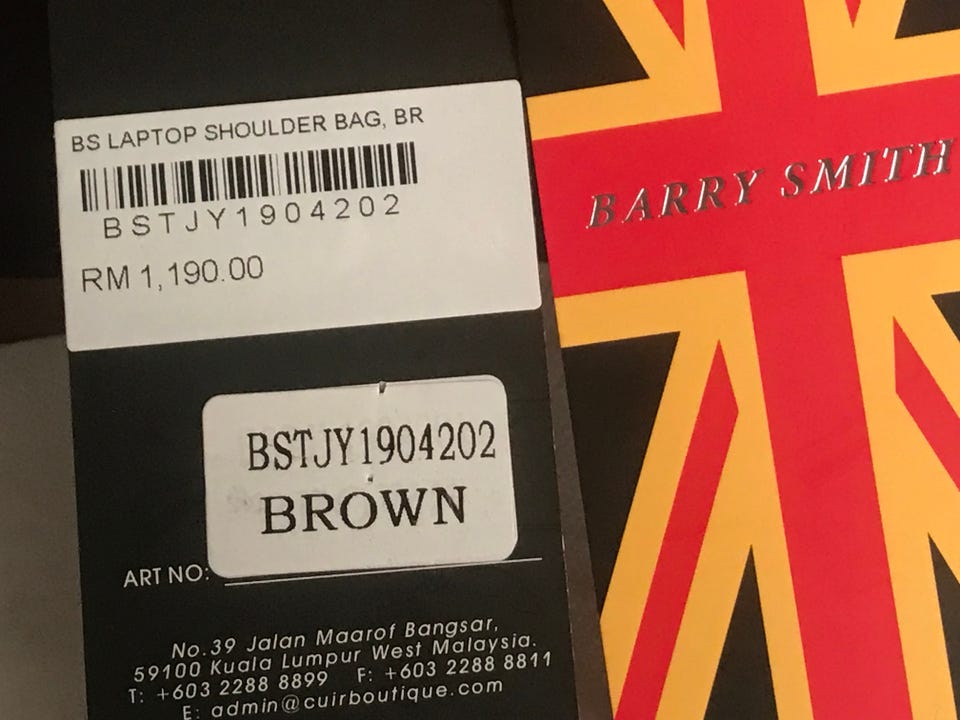 BS LAPTOP SHOULDER BAG, BR
BSTJY1904202
RM 1,190.00
BSTJY1904202
BROWN
ART NO:
No.39 Jalan Maarof Bangsar,
59100 Kuala Lumpur West Malaysia.
T: +603 2288 8899 F: +603 2288 8811
E: admin@cuirboutique.com
BARRY SMITH